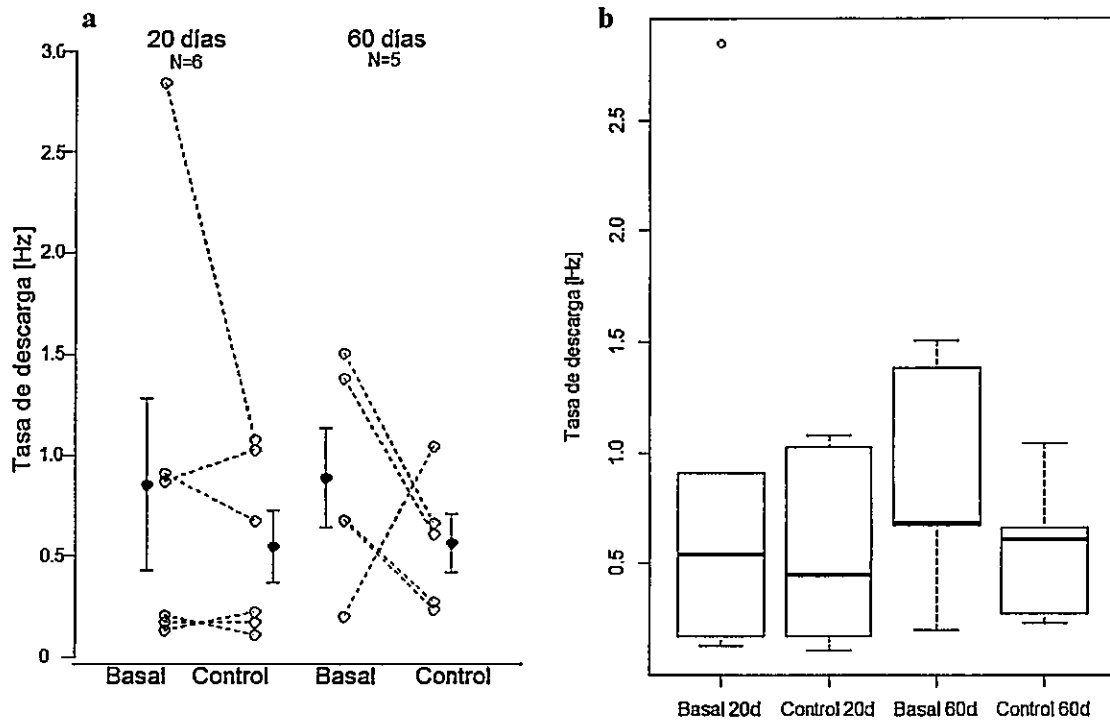 a
20 días
N=6
60 días
N=5
3.0
2.5
2.0
1.5
1.0
0.5
0
Tasa de descarga [Hz]
Basal Control Basal Control
b
2.5
2.0
1.5
1.0
0.5
Tasa de descarga [Hz]
Basal 20d Control 20d Basal 60d Control 60d